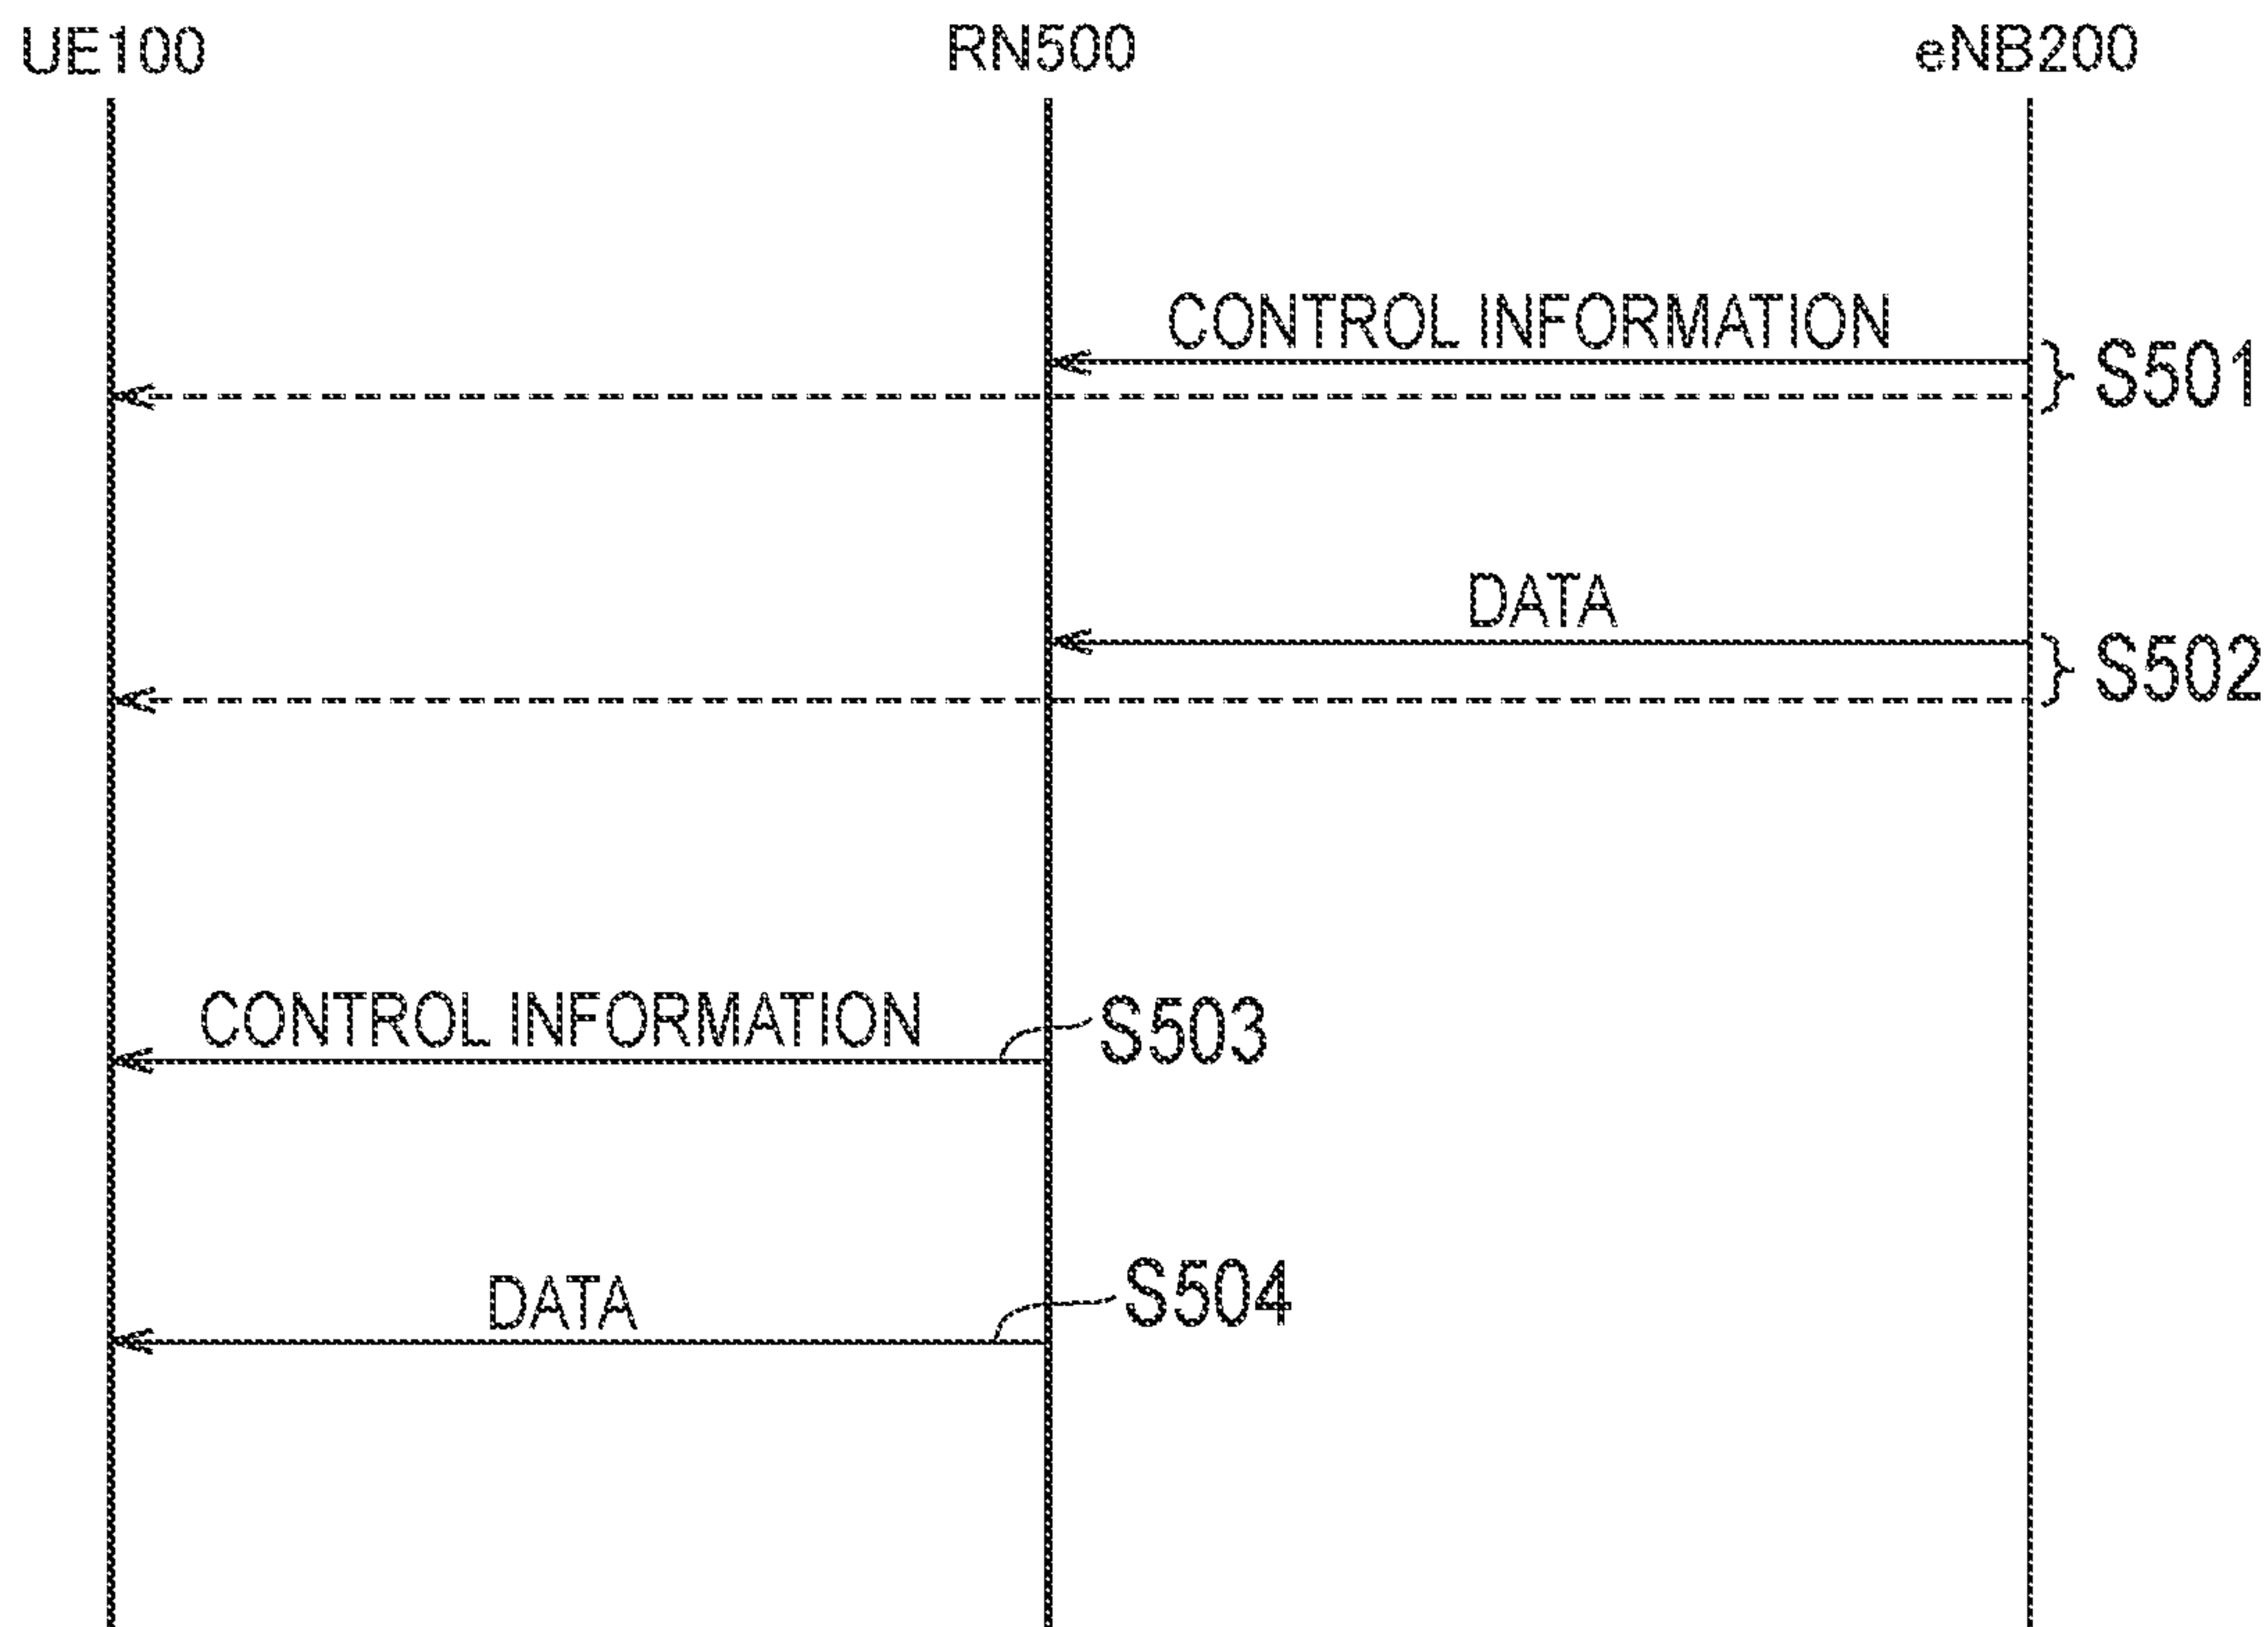 UE100 RN500 eNB200
CONTROL INFORMATION
S501
DATA
S502
CONTROL INFORMATION S503
DATA S504